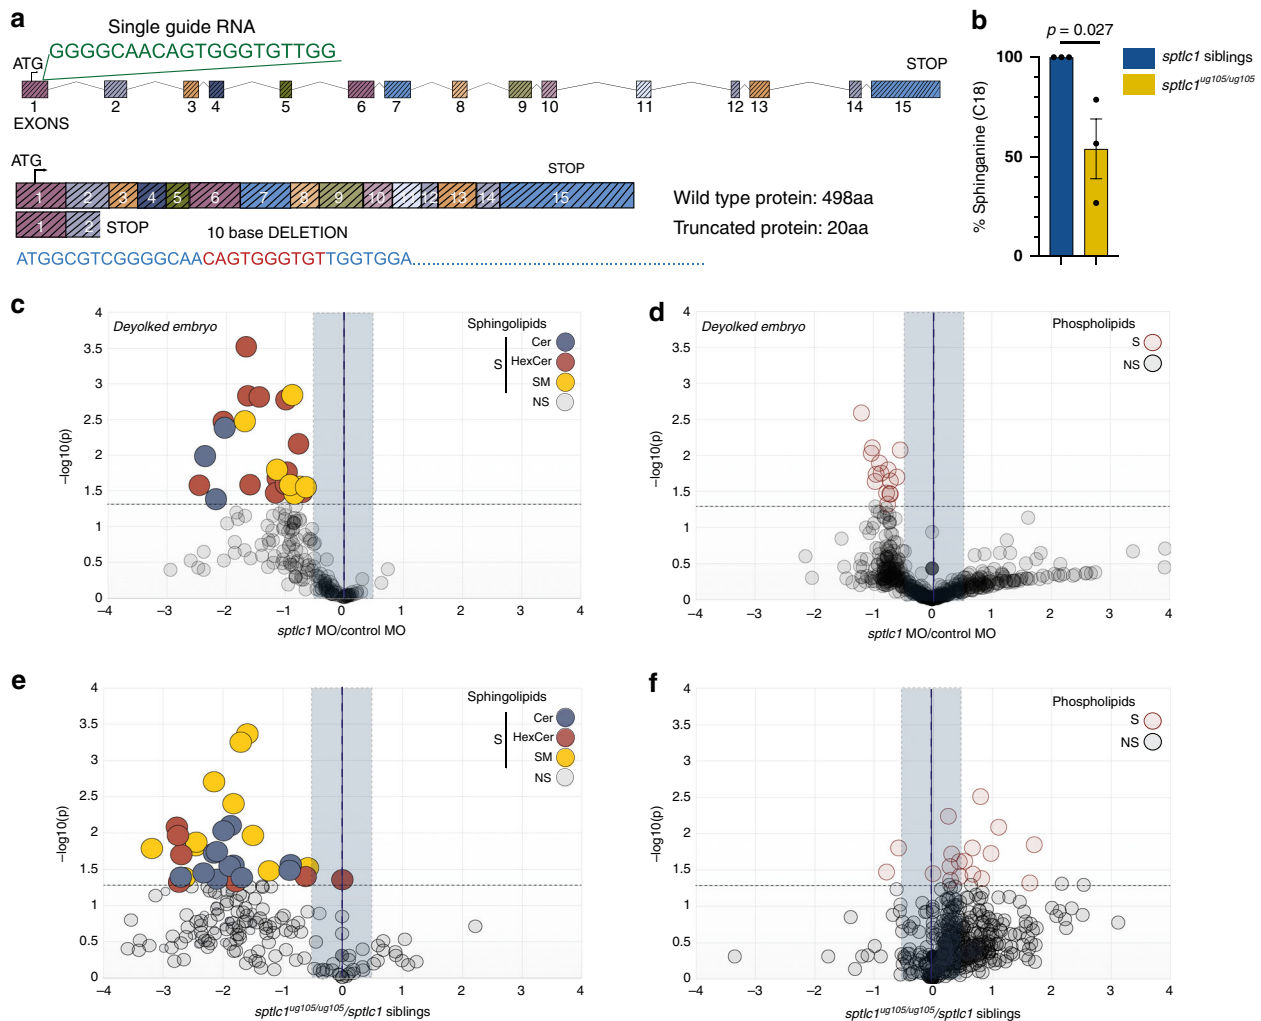 a
Single guide RNA
GGGGCAACAGTGGGTGTTGG
ATG
STOP
1 2 3 4 5 6 7 8 9 10 11 12 13 14 15
EXONS
ATG
STOP
1 2 3 4 5 6 7 8 9 10 11 12 13 14 15
1 2 STOP
10 base DELETION
ATGGCGTCGGGGCAACAGTGGGTGTTGGTGGA
Wild type protein: 498aa
Truncated protein: 20aa
b
p = 0.027
100
50
0
% Sphinganine (C18)
sptlc1 siblings
sptlc1ug105/ug105
c
Deyolked embryo
Sphingolipids
S
Cer
HexCer
SM
NS
4
3.5
3
2.5
2
1.5
1
0.5
0
–log10(p)
–4 –3 –2 –1 0 1 2 3 4
sptlc1 MO/control MO
d
Deyolked embryo
Phospholipids
S
NS
4
3.5
3
2.5
2
1.5
1
0.5
0
–log10(p)
–4 –3 –2 –1 0 1 2 3 4
sptlc1 MO/control MO
e
Sphingolipids
S
Cer
HexCer
SM
NS
4
3.5
3
2.5
2
1.5
1
0.5
0
–log10(p)
–4 –3 –2 –1 0 1 2 3 4
sptlc1ug105/ug105/sptlc1 siblings
f
Phospholipids
S
NS
4
3.5
3
2.5
2
1.5
1
0.5
0
–log10(p)
–4 –3 –2 –1 0 1 2 3 4
sptlc1ug105/ug105/sptlc1 siblings